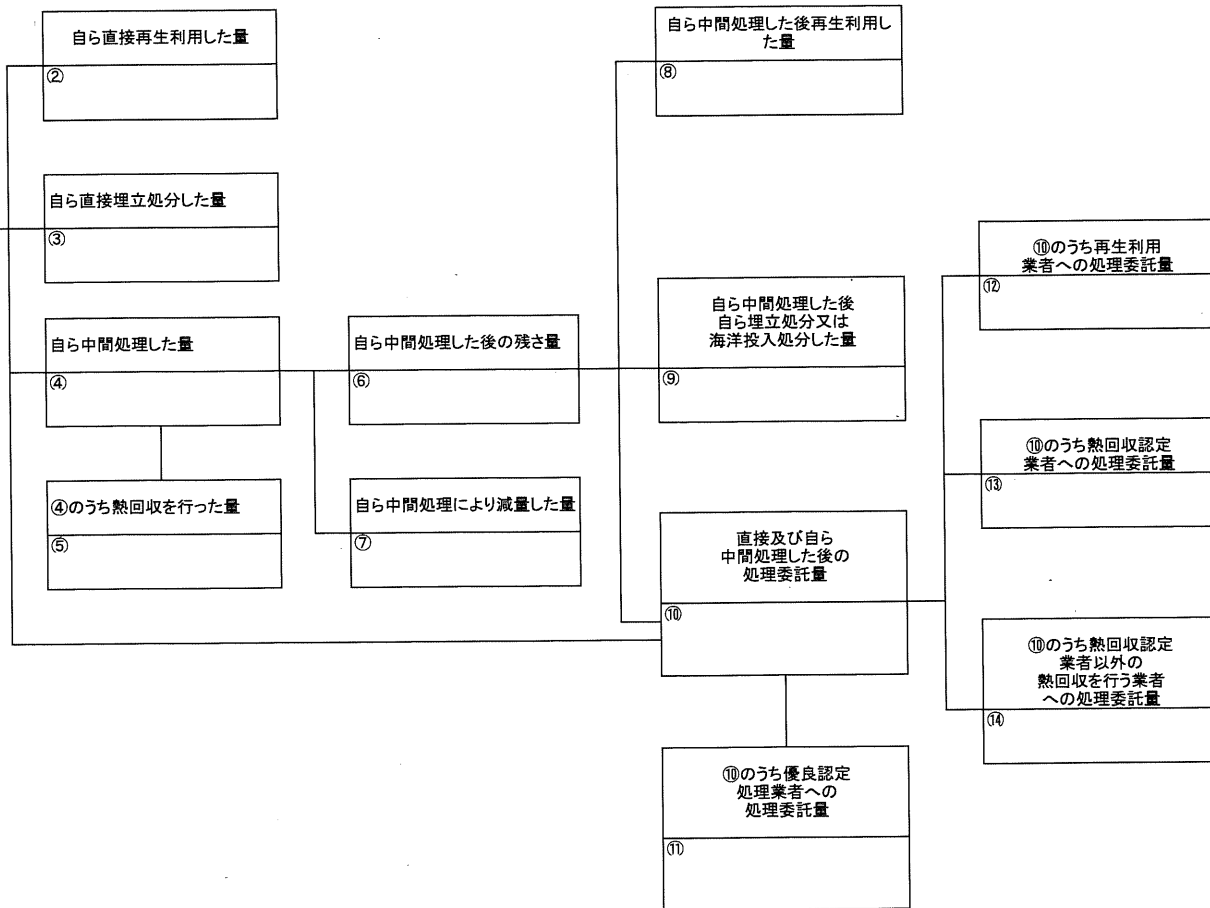 自ら直接再生利用した量
②
自ら直接埋立処分した量
③
自ら中間処理した量
④
④のうち熱回収を行った量
⑤
自ら中間処理した後の残さ量
⑥
自ら中間処理により減量した量
⑦
自ら中間処理した後再生利用し
た量
⑧
自ら中間処理した後
自ら埋立処分又は
海洋投入処分した量
⑨
直接及び自ら
中間処理した後の
処理委託量
⑩
⑩のうち優良認定
処理業者への
処理委託量
⑪
⑩のうち再生利用
業者への処理委託量
⑫
⑩のうち熱回収認定
業者への処理委託量
⑬
⑩のうち熱回収認定
業者以外の
熱回収を行う業者
への処理委託量
⑭